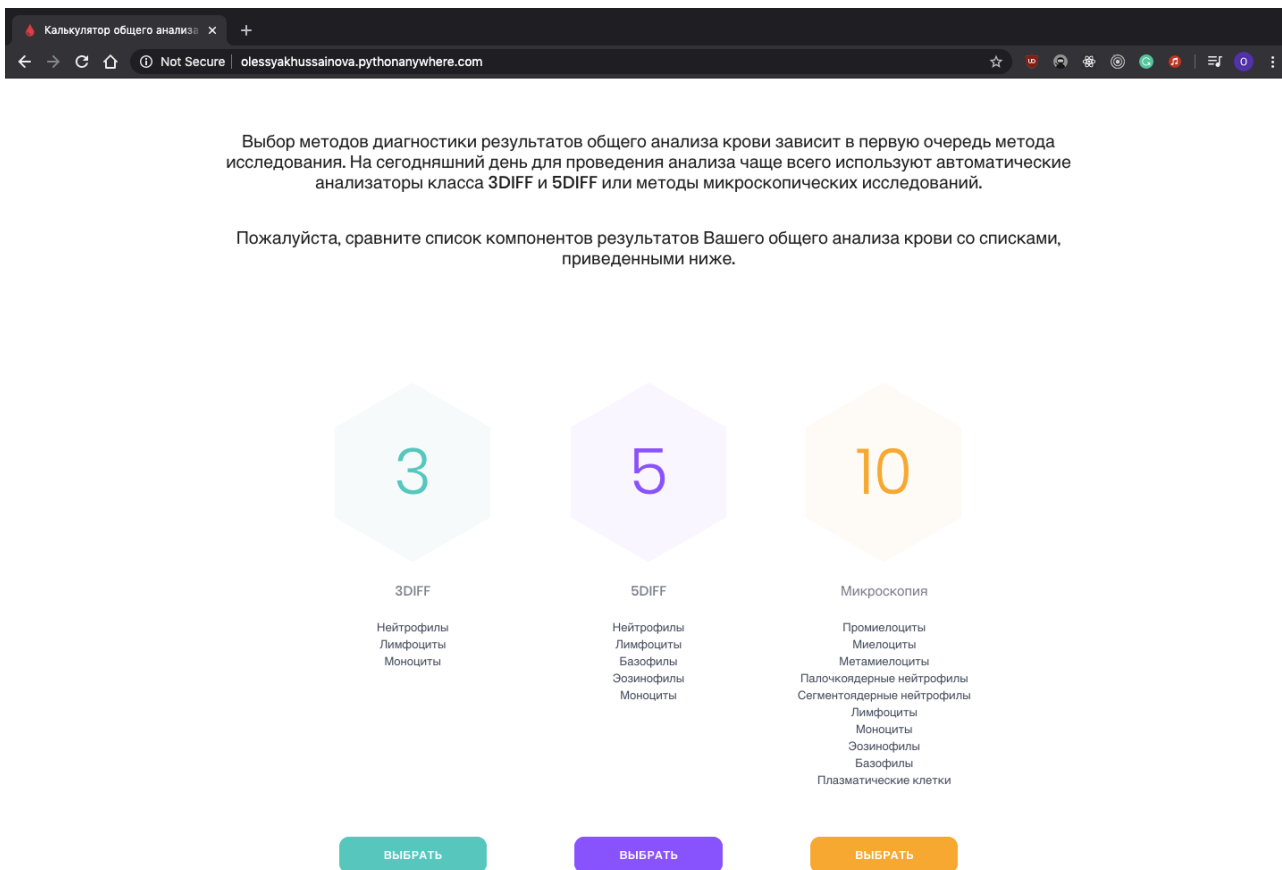 Калькулятор общего анализа
Not Secure
olessyakhussainova.pythonanywhere.com
Выбор методов диагностики результатов общего анализа крови зависит в первую очередь метода
исследования. На сегодняшний день для проведения анализа чаще всего используют автоматические
анализаторы класса 3DIFF и 5DIFF или методы микроскопических исследований.
Пожалуйста, сравните список компонентов результатов Вашего общего анализа крови со списками,
приведенными ниже.
3
3DIFF
Нейтрофилы
Лимфоциты
Моноциты
ВЫБРАТЬ
5
5DIFF
Нейтрофилы
Лимфоциты
Базофилы
Эозинофилы
Моноциты
ВЫБРАТЬ
10
Микроскопия
Промиелоциты
Миелоциты
Метамиелоциты
Палочкоядерные нейтрофилы
Сегментоядерные нейтрофилы
Лимфоциты
Моноциты
Эозинофилы
Базофилы
Плазматические клетки
ВЫБРАТЬ